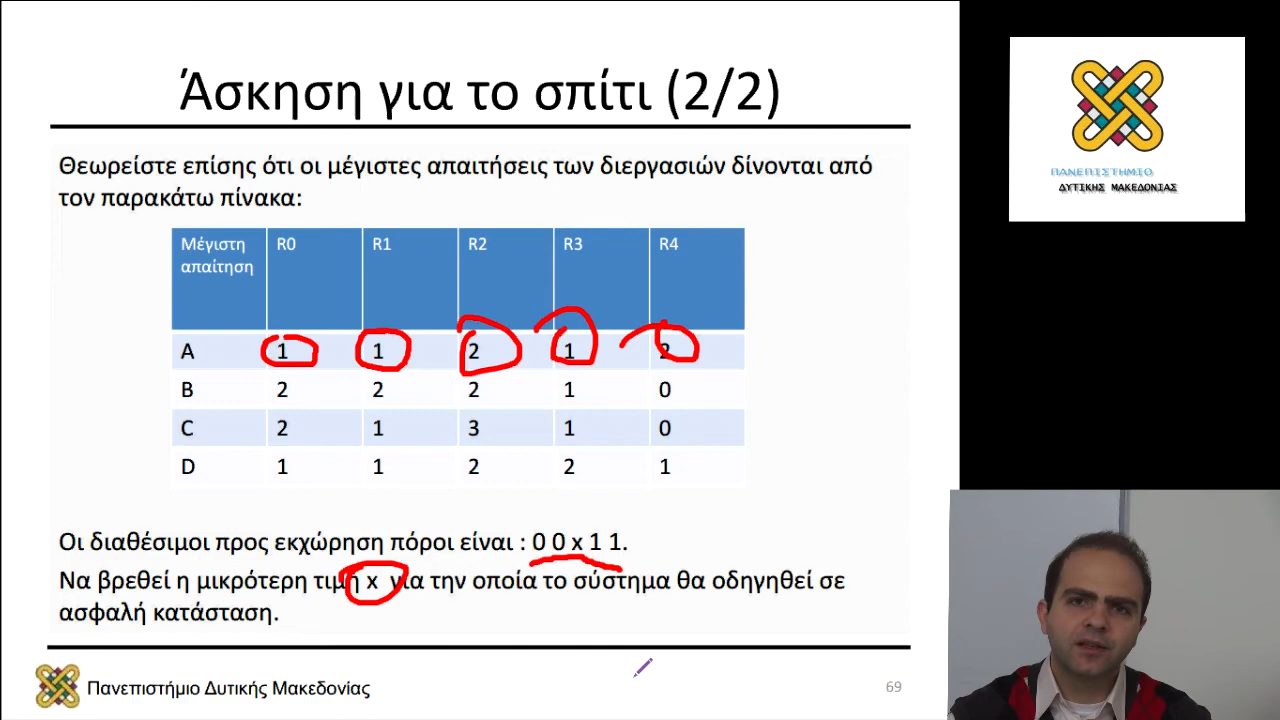 Άσκηση για το σπίτι (2/2)
Θεωρείστε επίσης ότι οι μέγιστες απαιτήσεις των διεργασιών δίνονται από
τον παρακάτω πίνακα:
Μέγιστη απαίτηση R0 R1 R2 R3 R4
A 1 1 2 1 2
B 2 2 2 1 0
C 2 1 3 1 0
D 1 1 2 2 1
Οι διαθέσιμοι προς εκχώρηση πόροι είναι : 0 0 x 1 1.
Να βρεθεί η μικρότερη τιμή x για την οποία το σύστημα θα οδηγηθεί σε
ασφαλή κατάσταση.
Πανεπιστήμιο Δυτικής Μακεδονίας
69
ΠΑΝΕΠΙΣΤΗΜΙΟ
ΔΥΤΙΚΗΣ ΜΑΚΕΔΟΝΙΑΣ